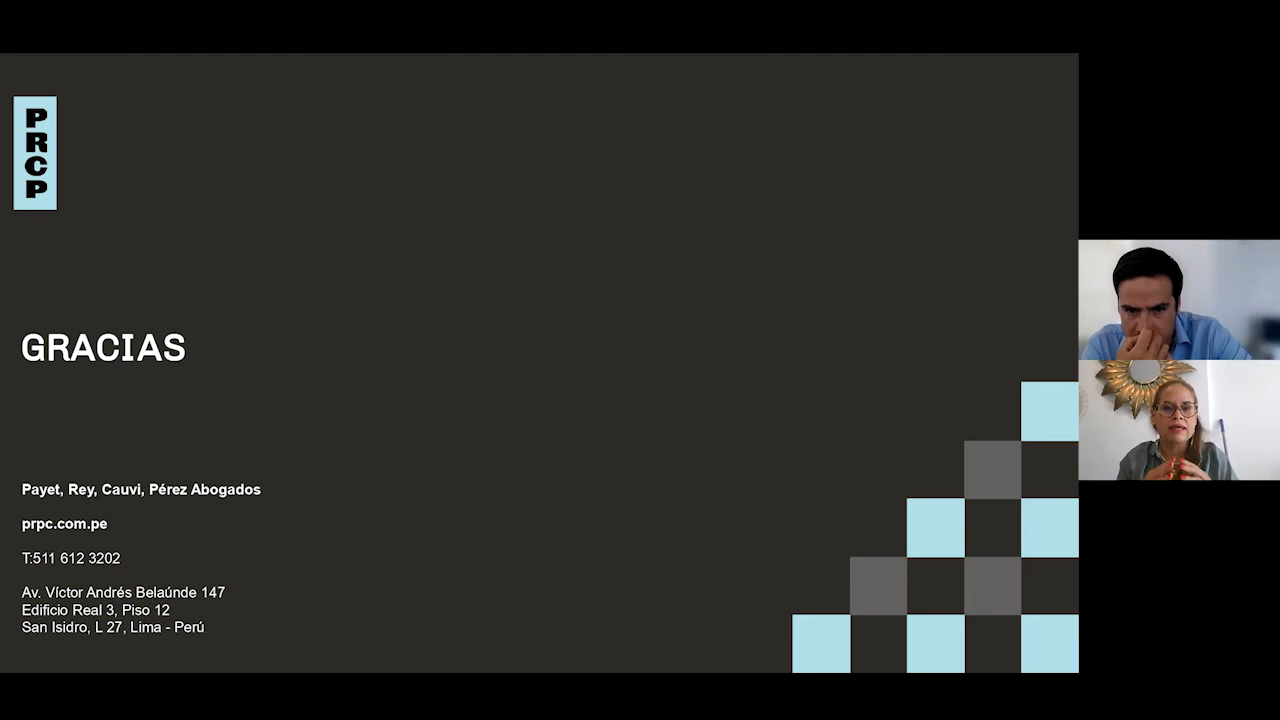 P
R
C
P
GRACIAS
Payet, Rey, Cauvi, Pérez Abogados
prpc.com.pe
T:511 612 3202
Av. Víctor Andrés Belaúnde 147
Edificio Real 3, Piso 12
San Isidro, L 27, Lima - Perú